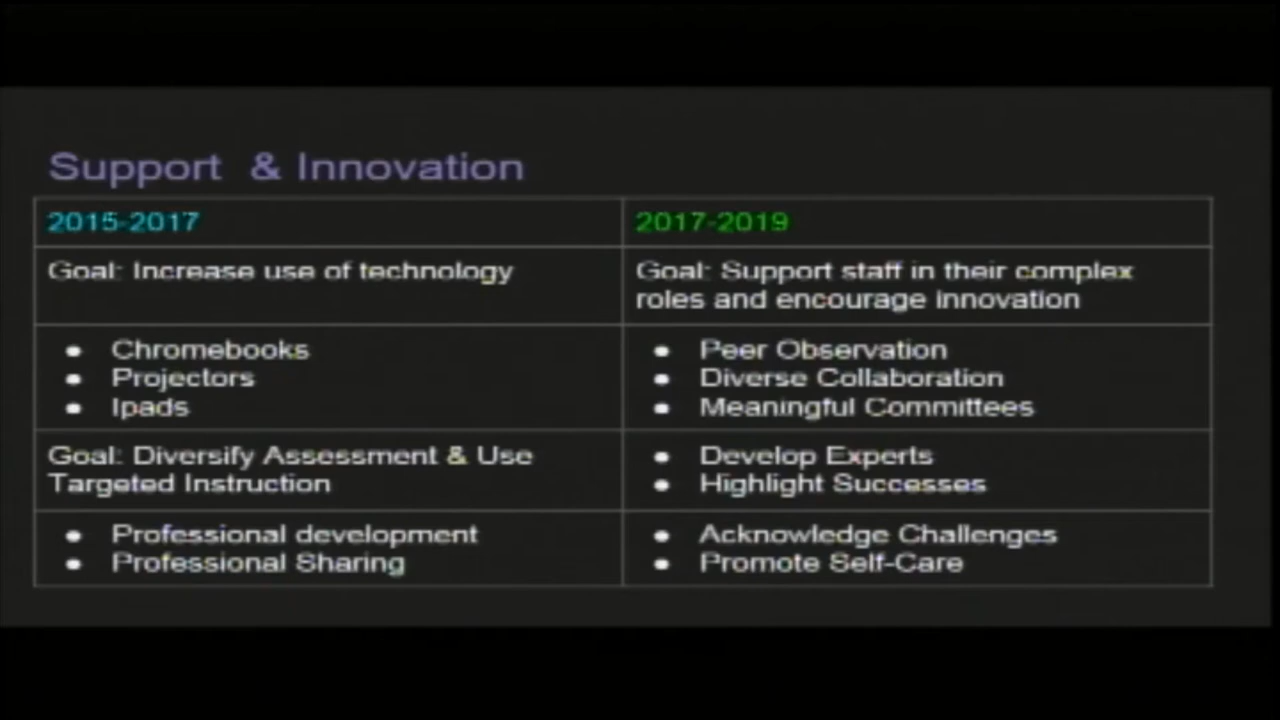 Support & Innovation
2015-2017
2017-2019
Goal: Increase use of technology
Goal: Support staff in their complex
roles and encourage innovation
• Chromebooks
• Projectors
• Ipads
• Peer Observation
• Diverse Collaboration
• Meaningful Committees
Goal: Diversify Assessment & Use
Targeted Instruction
• Develop Experts
• Highlight Successes
• Professional development
• Professional Sharing
• Acknowledge Challenges
• Promote Self-Care